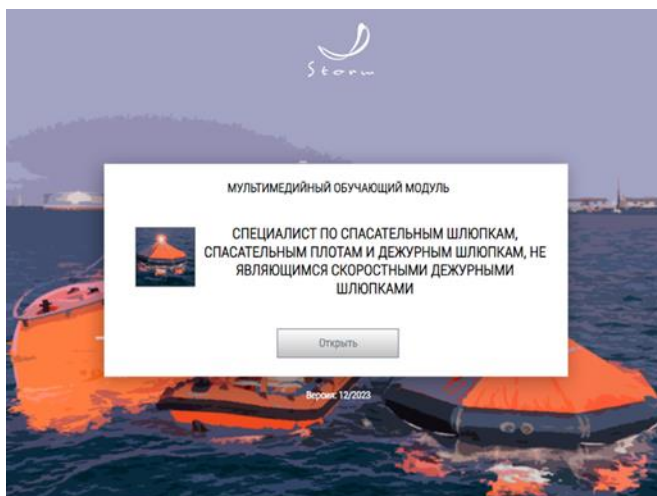 Storm
МУЛЬТИМЕДИЙНЫЙ ОБУЧАЮЩИЙ МОДУЛЬ
СПЕЦИАЛИСТ ПО СПАСАТЕЛЬНЫМ ШЛЮПКАМ,
СПАСАТЕЛЬНЫМ ПЛОТАМ И ДЕЖУРНЫМ ШЛЮПКАМ, НЕ
ЯВЛЯЮЩИМСЯ СКОРОСТНЫМИ ДЕЖУРНЫМИ
ШЛЮПКАМИ
Открыть
Версия: 12/2023